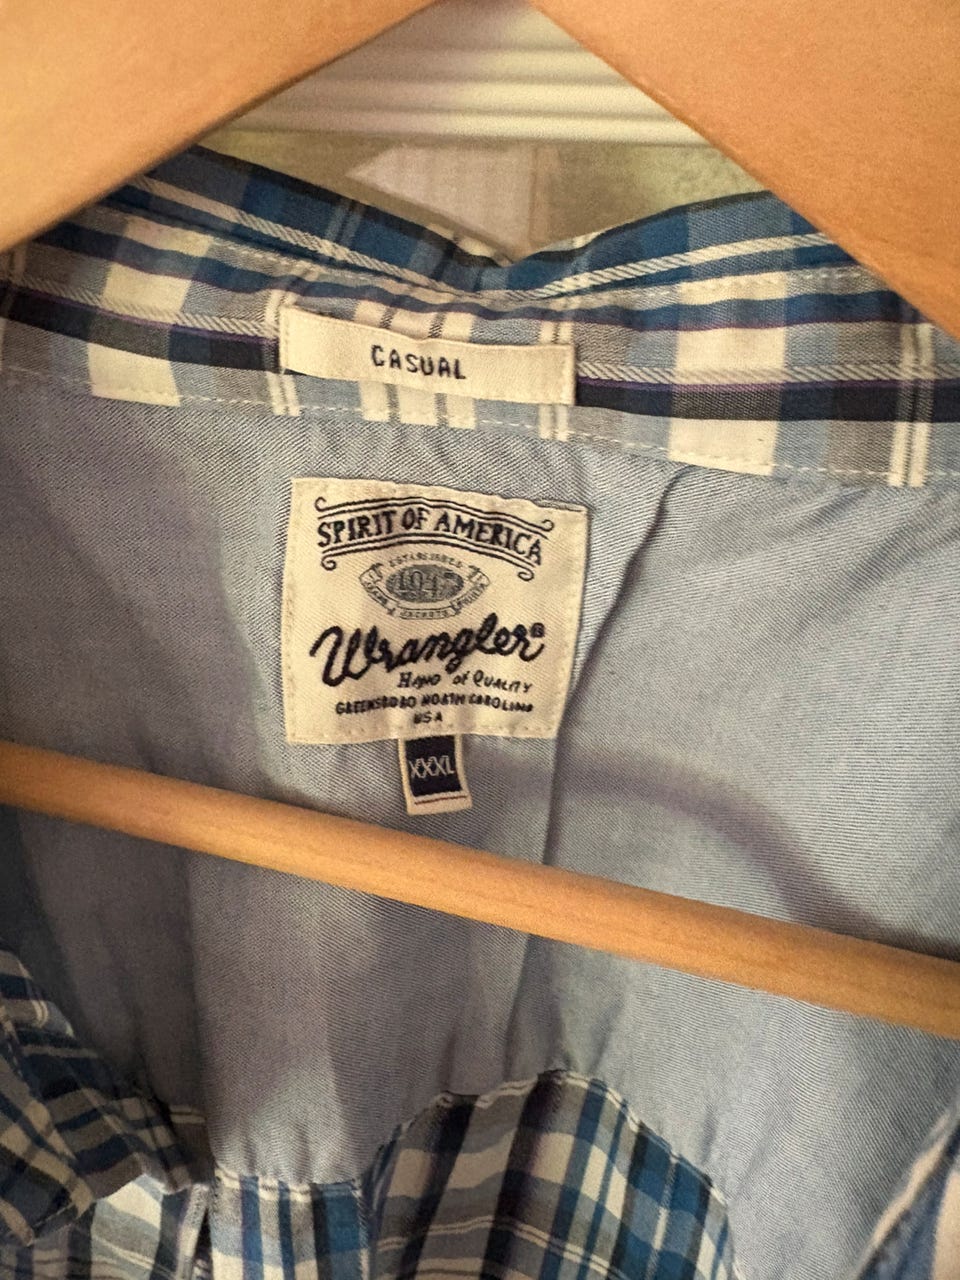 CASUAL
SPIRIT OF AMERICA
ESTABLISHED
1947
JEANS & JACKETS
Wrangler®
HAND of QUALITY
GREENSBORO NORTH CAROLINA
USA
XXXL